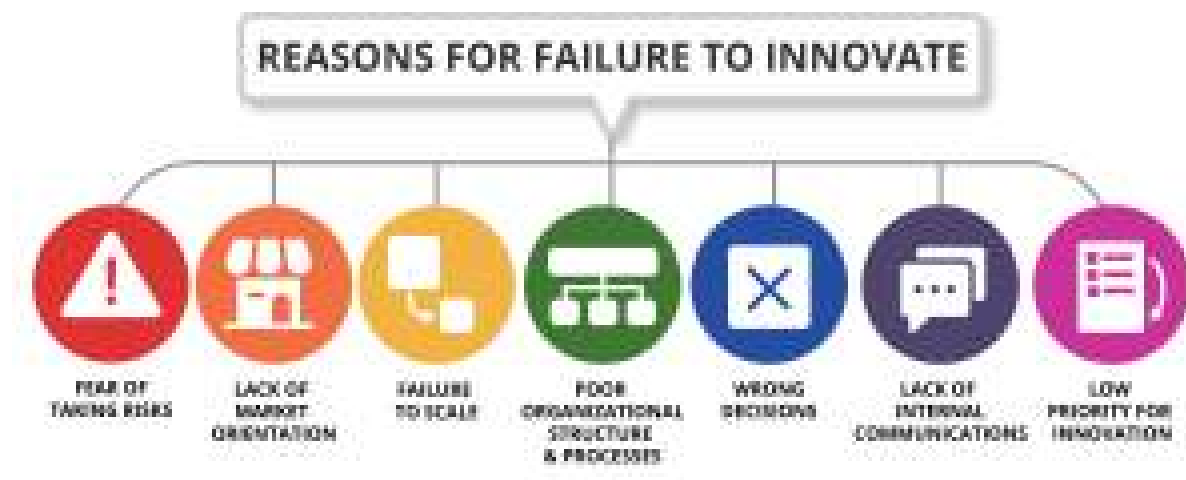 REASONS FOR FAILURE TO INNOVATE
FEAR OF
TAKING RISKS
LACK OF
MARKET
ORIENTATION
FAILURE
TO SCALE
POOR
ORGANIZATIONAL
STRUCTURE
& PROCESSES
WRONG
DECISIONS
LACK OF
INTERNAL
COMMUNICATIONS
LOW
PRIORITY FOR
INNOVATION